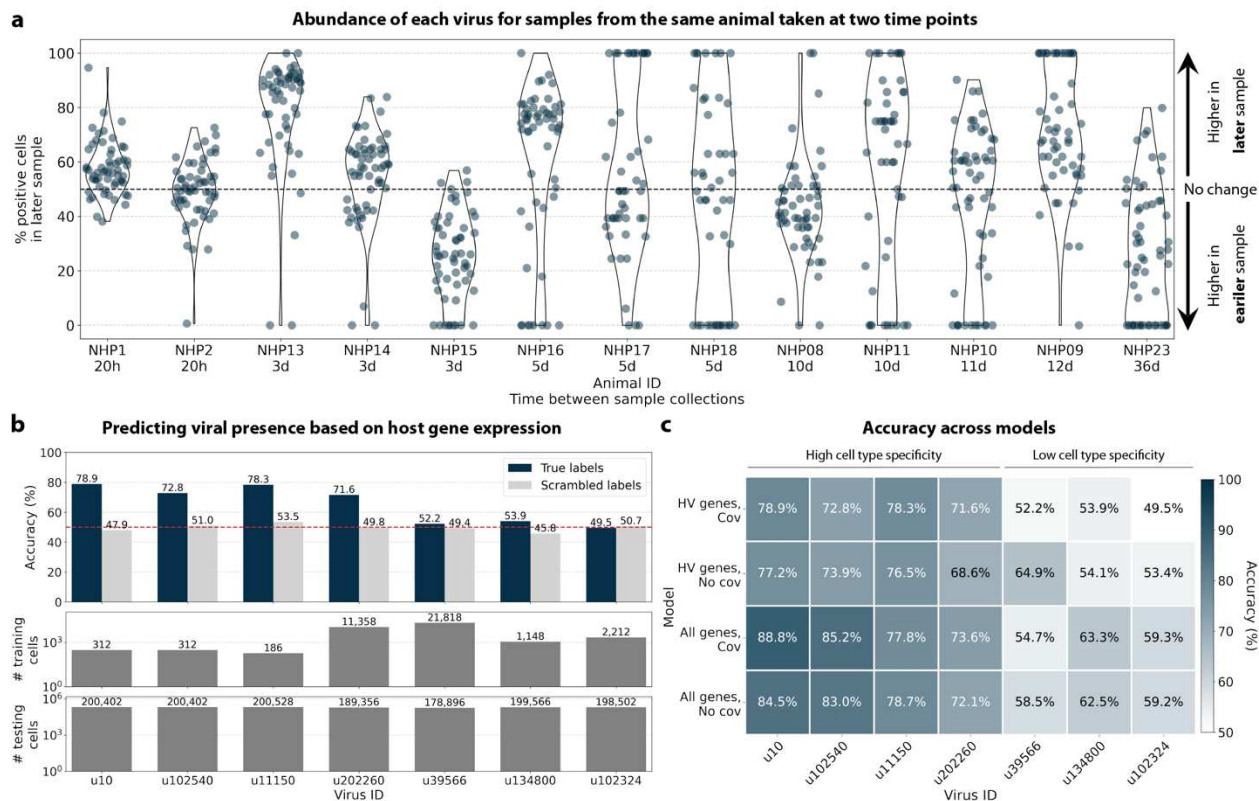 a
Abundance of each virus for samples from the same animal taken at two time points
% positive cells
in later sample
100
80
60
40
20
0
Higher in
later sample
No change
Higher in
earlier sample
NHP1 NHP2 NHP13 NHP14 NHP15 NHP16 NHP17 NHP18 NHP08 NHP11 NHP10 NHP09 NHP23
20h 20h 3d 3d 3d 5d 5d 5d 10d 10d 11d 12d 36d
Animal ID
Time between sample collections
b
Predicting viral presence based on host gene expression
Accuracy (%)
100
80
60
40
20
0
True labels
Scrambled labels
78.9 47.9 72.8 51.0 78.3 53.5 71.6 49.8 52.2 49.4 53.9 45.8 49.5 50.7
# training
cells
10³
10⁰
312 312 186 11,358 21,818 1,148 2,212
# testing
cells
10⁶
10³
10⁰
200,402 200,402 200,528 189,356 178,896 199,566 198,502
u10 u102540 u11150 u202260 u39566 u134800 u102324
Virus ID
c
Accuracy across models
High cell type specificity Low cell type specificity
Model
HV genes,
Cov
78.9% 72.8% 78.3% 71.6% 52.2% 53.9% 49.5%
HV genes,
No cov
77.2% 73.9% 76.5% 68.6% 64.9% 54.1% 53.4%
All genes,
Cov
88.8% 85.2% 77.8% 73.6% 54.7% 63.3% 59.3%
All genes,
No cov
84.5% 83.0% 78.7% 72.1% 58.5% 62.5% 59.2%
u10 u102540 u11150 u202260 u39566 u134800 u102324
Virus ID
100
90
80
70
60
50
Accuracy (%)